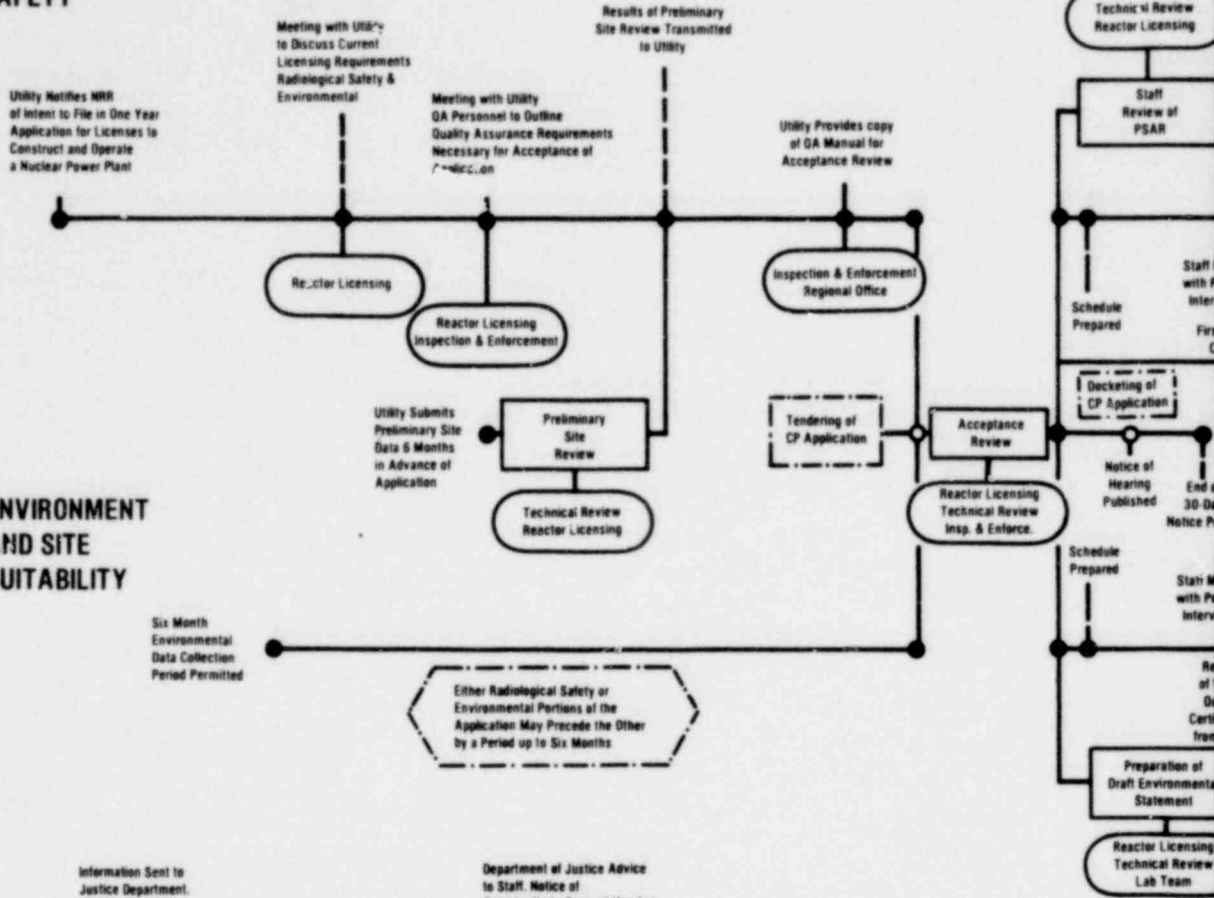 Meeting with Utility
to Discuss Current
Licensing Requirements
Radiological Safety &
Environmental
Results of Preliminary
Site Review Transmitted
to Utility
Technical Review
Reactor Licensing
Utility Notifies NRR
of Intent to File in One Year
Application for Licenses to
Construct and Operate
a Nuclear Power Plant
Meeting with Utility
QA Personnel to Outline
Quality Assurance Requirements
Necessary for Acceptance of
Utility Provides copy
of QA Manual for
Acceptance Review
Staff
Review of
PSAR
Reactor Licensing
Reactor Licensing
Inspection & Enforcement
Inspection & Enforcement
Regional Office
Schedule
Prepared
Staff
with
Utility Submits
Preliminary Site
Data 6 Months
in Advance of
Application
Preliminary
Site
Review
Technical Review
Reactor Licensing
Tendering of
CP Application
Acceptance
Review
Reactor Licensing
Technical Review
Insp. & Enforce.
Docketing of
CP Application
Notice of
Hearing
Published
End
Notice
NVIRONMENT
ND SITE
UITABILITY
Schedule
Prepared
with
Six Month
Environmental
Data Collection
Period Permitted
Either Radiological Safety or
Environmental Portions of the
Application May Precede the Other
by a Period up to Six Months
of
from
Preparation of
Draft Environmenta
Statement
Reactor Licensing
Technical Review
Lab Team
Information Sent to
Justice Department.
Department of Justice Advice
to Staff. Notice of